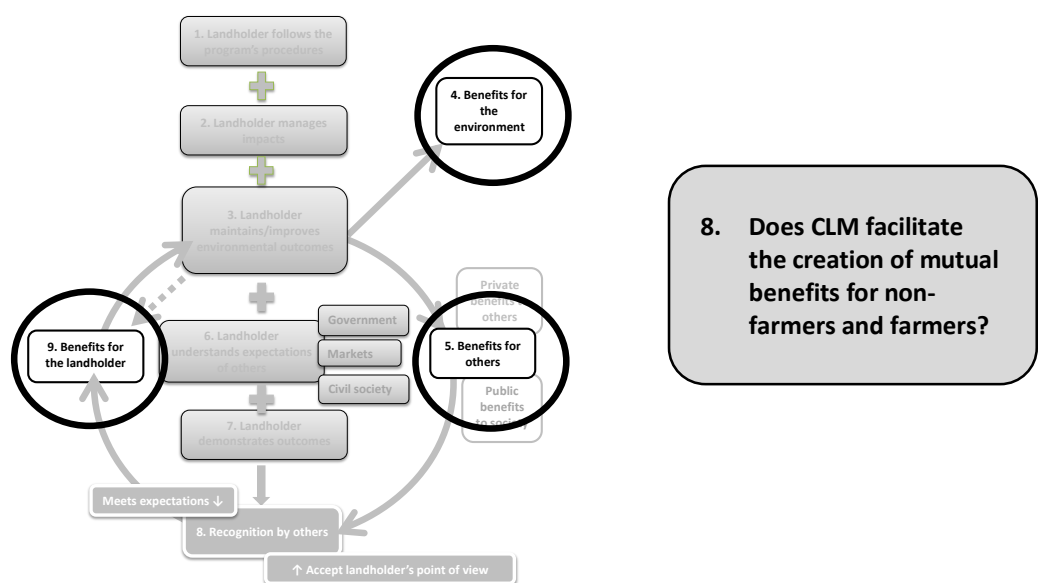 1. Landholder follows the
program's procedures
4. Benefits for
the
environment
2. Landholder manages
impacts
3. Landholder
maintains/improves
environmental outcomes
8. Does CLM facilitate
the creation of mutual
benefits for non-
farmers and farmers?
Private
benefits
others
Government
6. Landholder
understands expectations
of others
Markets
Civil society
9. Benefits for
the landholder
5. Benefits for
others
Public
benefits
to society
7. Landholder
demonstrates outcomes
Meets expectations ↓
8. Recognition by others
↑ Accept landholder's point of view